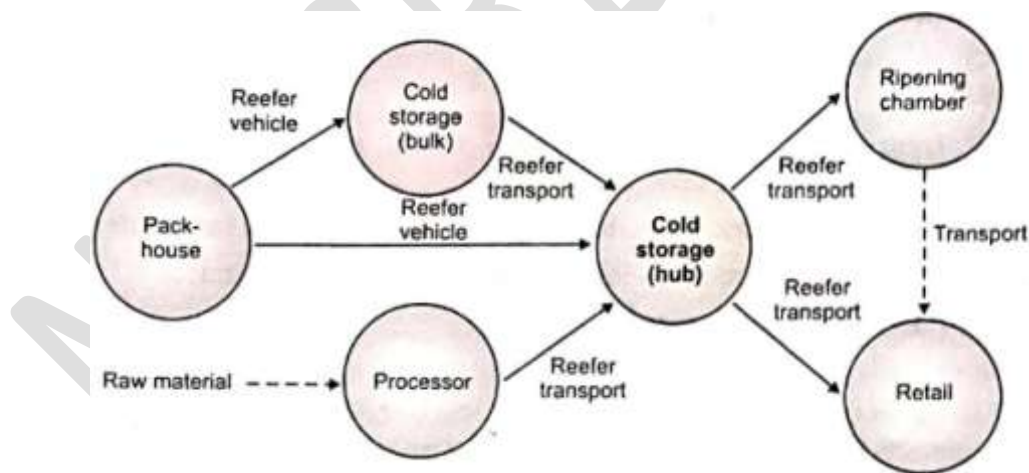 Reefer
vehicle
Cold
storage
(bulk)
Reefer
transport
Ripening
chamber
Reefer
transport
Pack-
house
Reefer
vehicle
Cold
storage
(hub)
Transport
Reefer
transport
Raw material
Processor
Reefer
transport
Retail